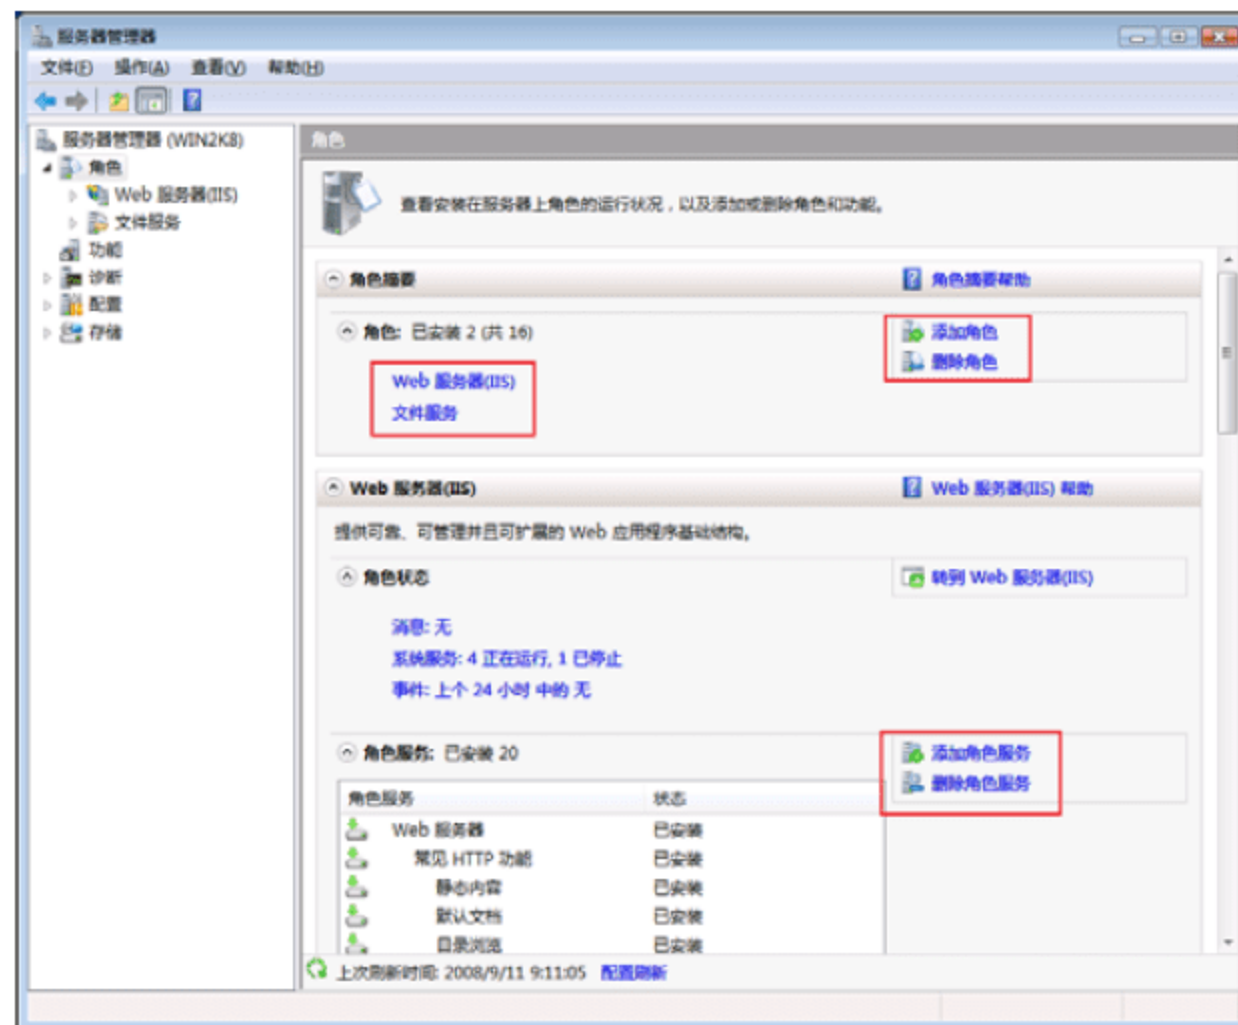 服务器管理器
文件(F) 操作(A) 查看(V) 帮助(H)
服务器管理器 (WIN2K8)
角色
Web 服务器(IIS)
文件服务
功能
诊断
配置
存储
角色
查看安装在服务器上角色的运行状况，以及添加或删除角色和功能。
角色摘要
角色摘要帮助
角色: 已安装 2 (共 16)
添加角色
删除角色
Web 服务器(IIS)
文件服务
Web 服务器(IIS)
Web 服务器(IIS) 帮助
提供可靠、可管理并且可扩展的 Web 应用程序基础结构。
角色状态
转到 Web 服务器(IIS)
消息: 无
系统服务: 4 正在运行, 1 已停止
事件: 上个 24 小时 中的 无
角色服务: 已安装 20
添加角色服务
删除角色服务
角色服务 状态
Web 服务器 已安装
常见 HTTP 功能 已安装
静态内容 已安装
默认文档 已安装
目录浏览 已安装
上次刷新时间: 2008/9/11 9:11:05 配置刷新